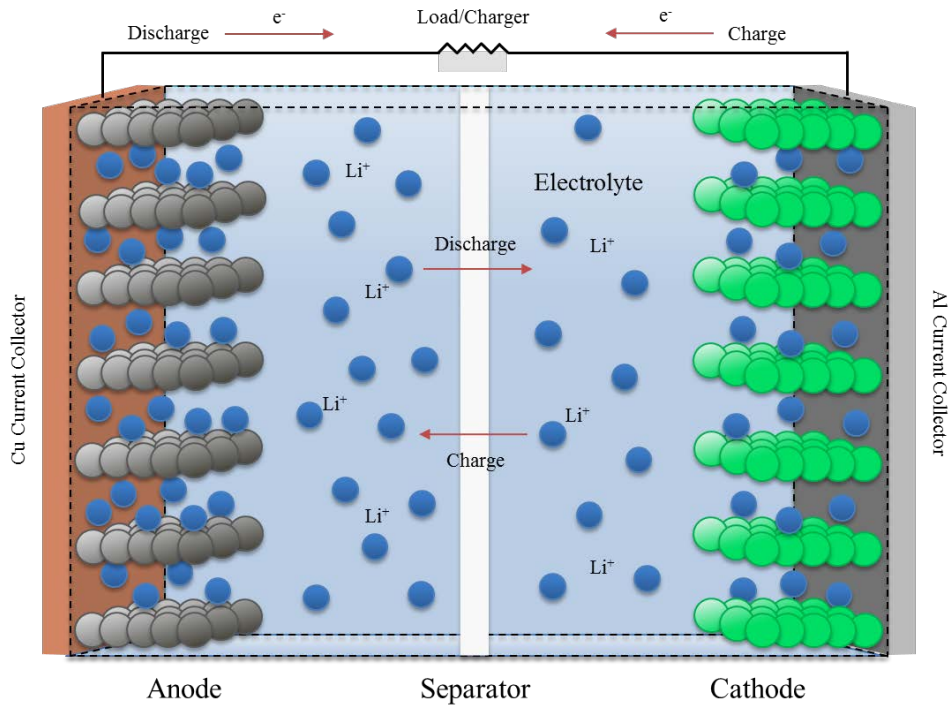 e⁻
Load/Charger
e⁻
Discharge
Charge
Li⁺
Electrolyte
Discharge
Li⁺
Li⁺
Cu Current Collector
Al Current Collector
Li⁺
Li⁺
Charge
Li⁺
Li⁺
Anode
Separator
Cathode